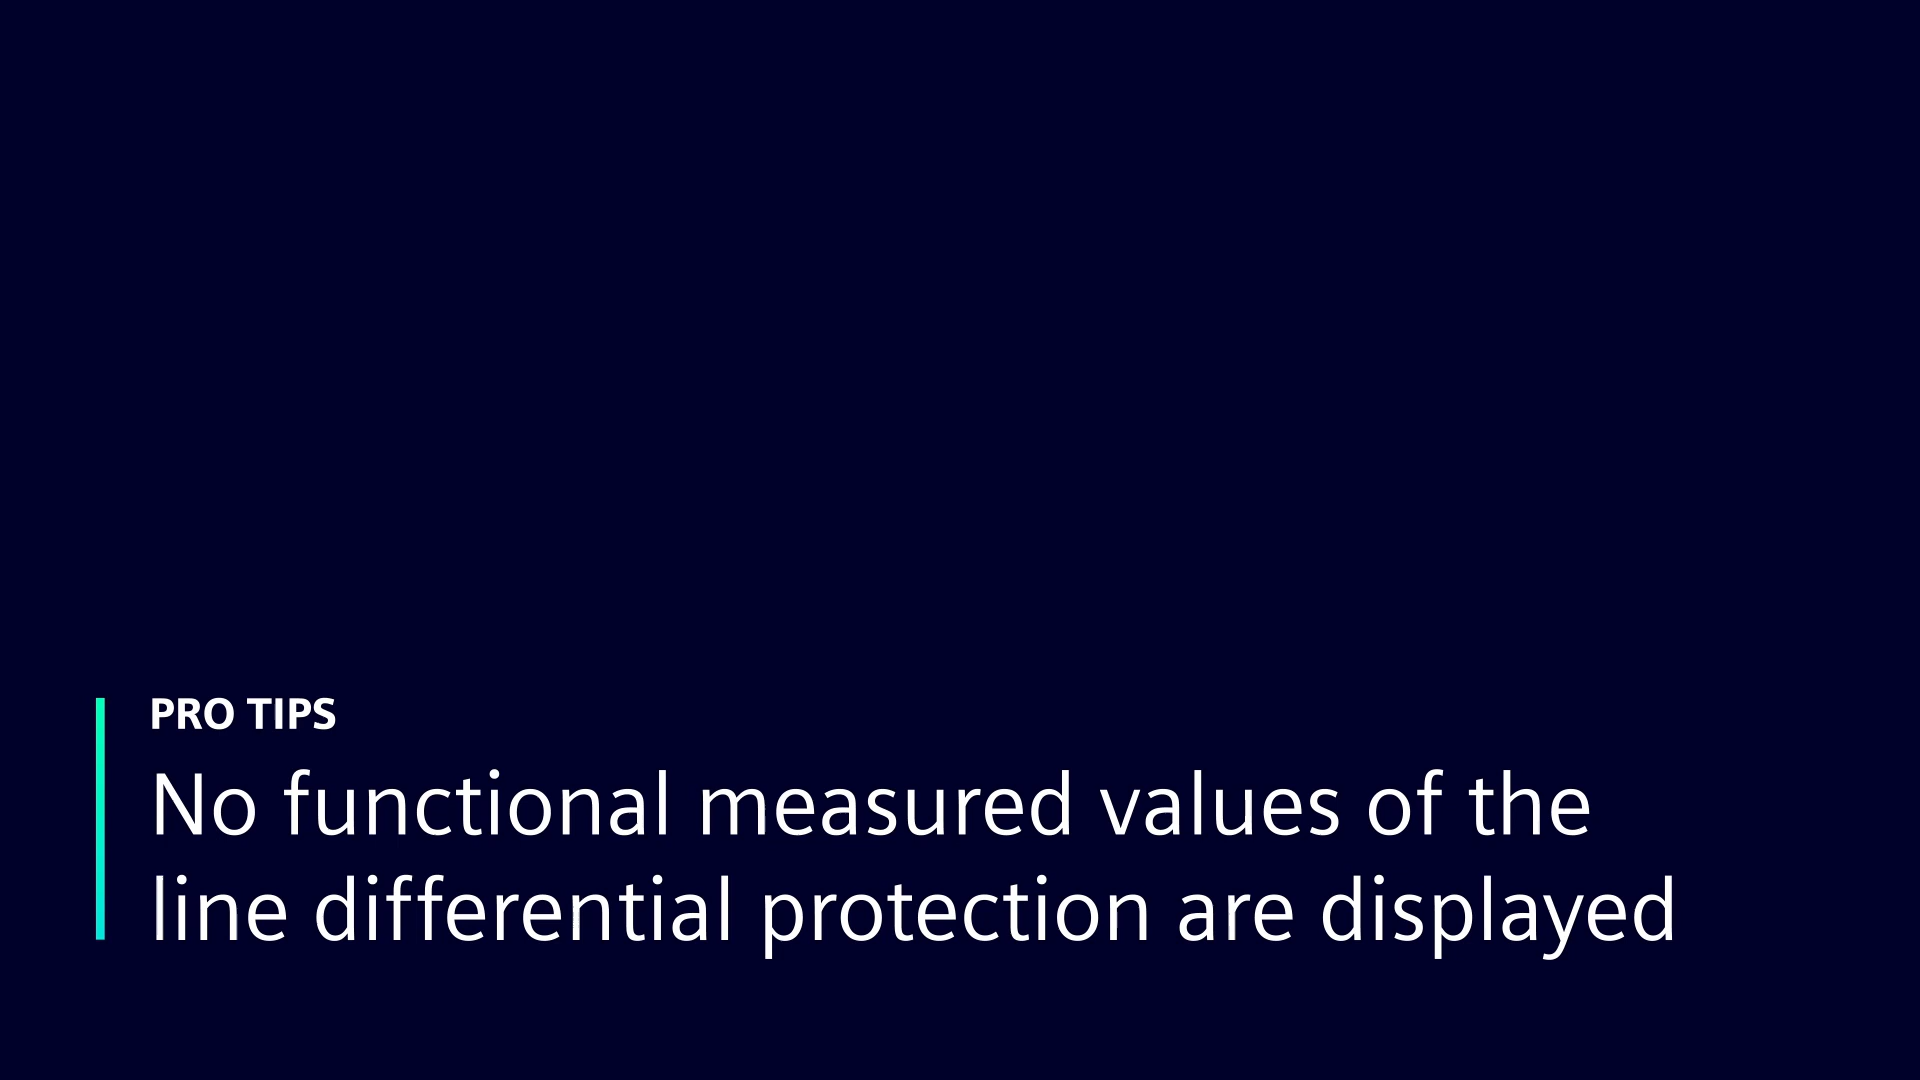 PRO TIPS
No functional measured values of the
line differential protection are displayed